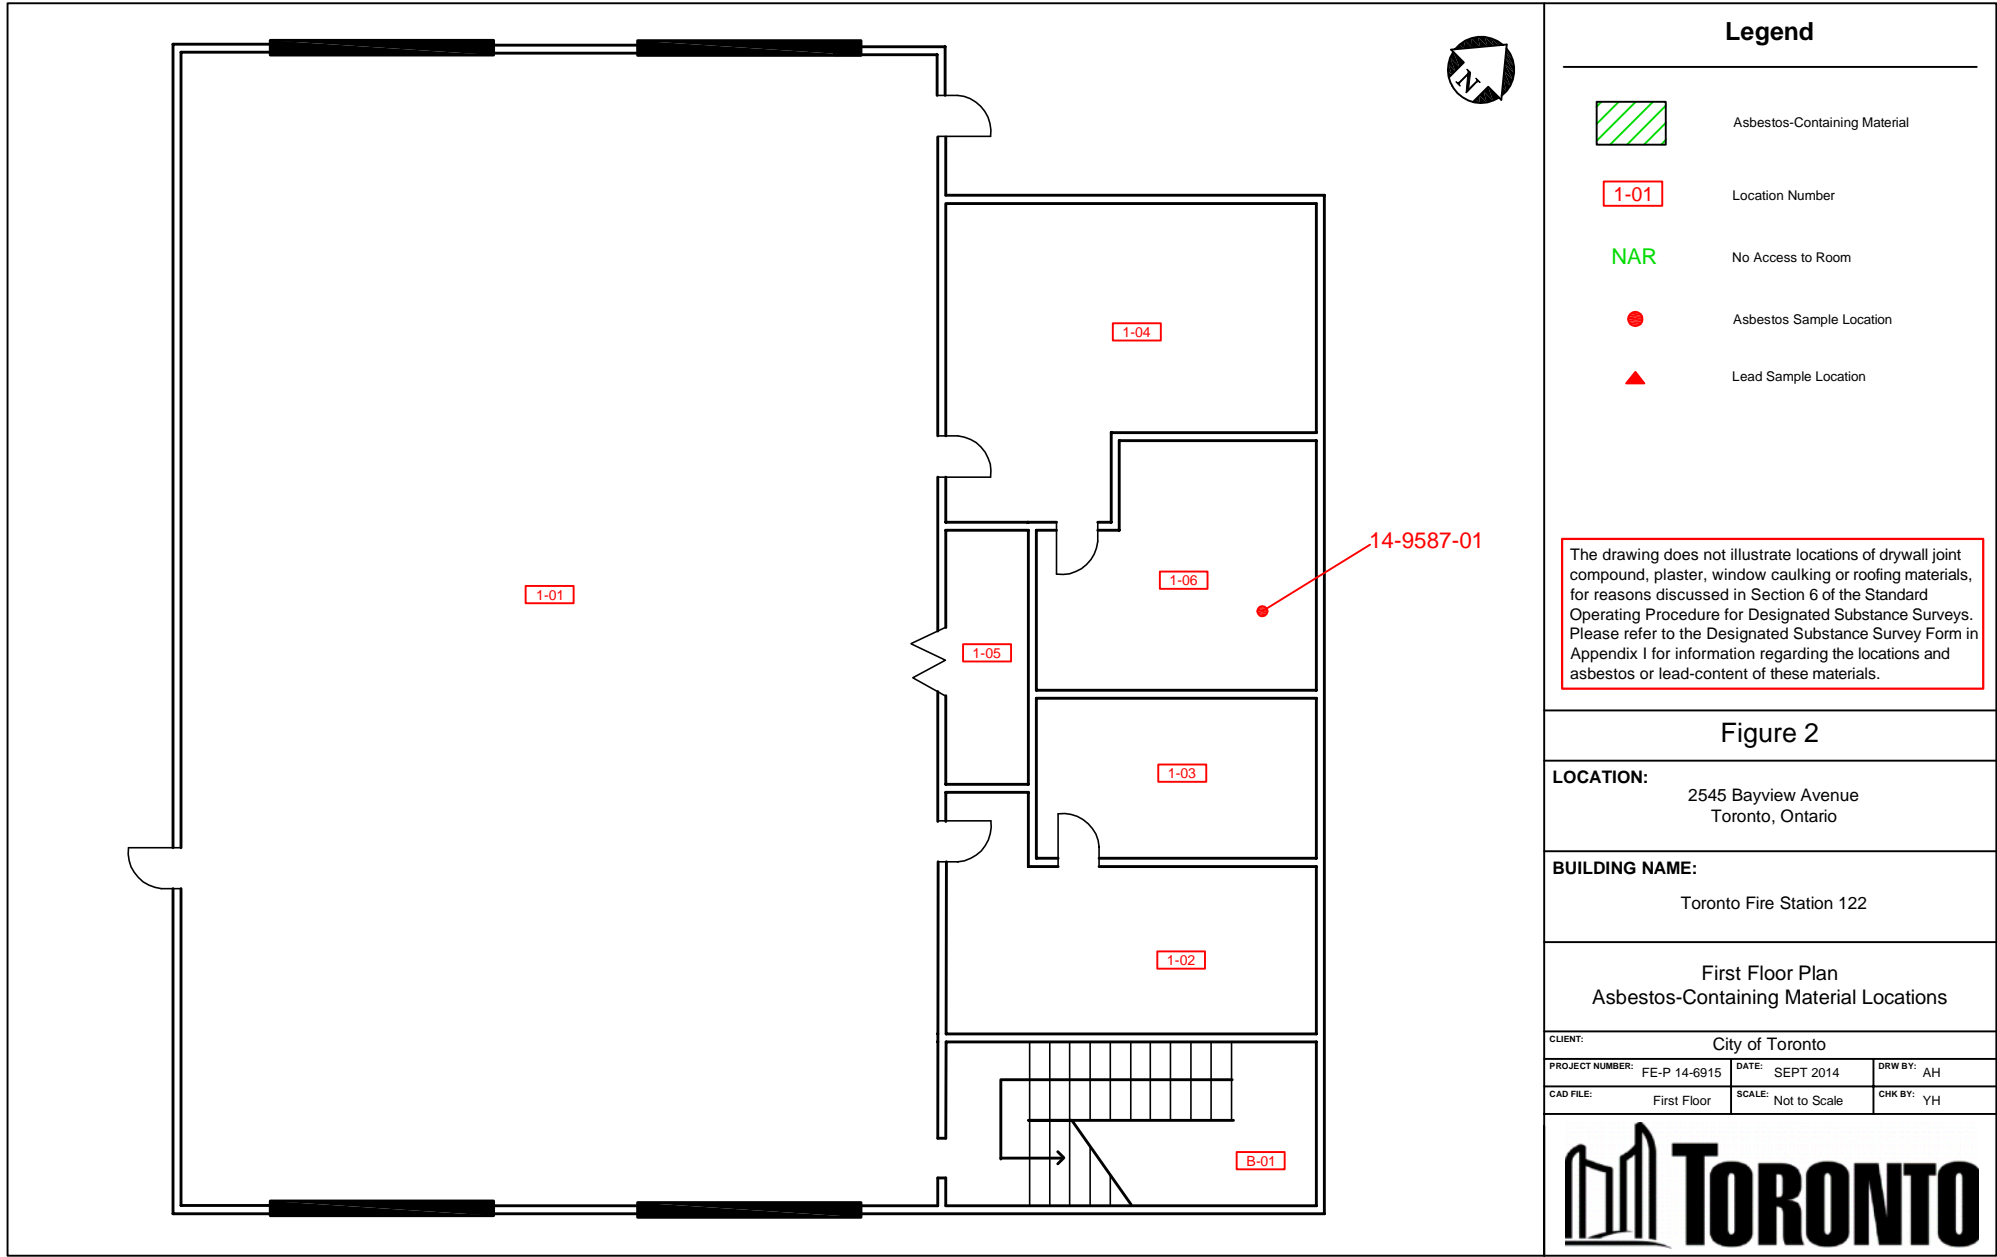 N
1-04
14-9587-01
1-06
1-01
1-05
1-03
1-02
B-01
Legend
Asbestos-Containing Material
1-01 Location Number
NAR No Access to Room
Asbestos Sample Location
Lead Sample Location
The drawing does not illustrate locations of drywall joint
compound, plaster, window caulking or roofing materials,
for reasons discussed in Section 6 of the Standard
Operating Procedure for Designated Substance Surveys.
Please refer to the Designated Substance Survey Form in
Appendix I for information regarding the locations and
asbestos or lead-content of these materials.
Figure 2
LOCATION:
2545 Bayview Avenue
Toronto, Ontario
BUILDING NAME:
Toronto Fire Station 122
First Floor Plan
Asbestos-Containing Material Locations
CLIENT: City of Toronto
PROJECT NUMBER: FE-P 14-6915 DATE: SEPT 2014 DRW BY: AH
CAD FILE: First Floor SCALE: Not to Scale CHK BY: YH
TORONTO